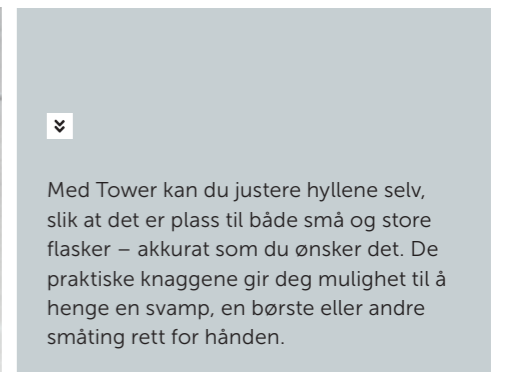 Med Tower kan du justere hyllene selv,
slik at det er plass til både små og store
flasker – akkurat som du ønsker det. De
praktiske knaggene gir deg mulighet til å
henge en svamp, en børste eller andre
småting rett for hånden.